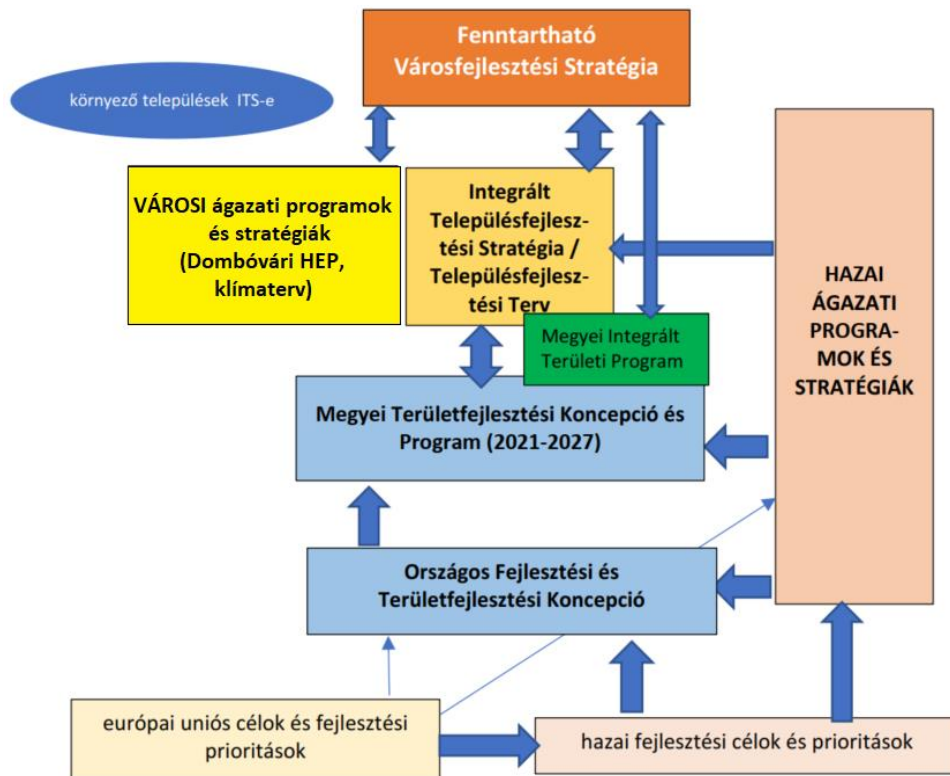 Fenntartható
Városfejlesztési Stratégia
környező települések ITS-e
VÁROSI ágazati programok
és stratégiák
(Dombóvári HEP,
klímaterv)
Integrált
Településfejlesz-
tési Stratégia /
Településfejlesz-
tési Terv
HAZAI
ÁGAZATI
PROGRA-
MOK ÉS
STRATÉGIÁK
Megyei Integrált
Területi Program
Megyei Területfejlesztési Koncepció és
Program (2021-2027)
Országos Fejlesztési és
Területfejlesztési Koncepció
európai uniós célok és fejlesztési
prioritások
hazai fejlesztési célok és prioritások